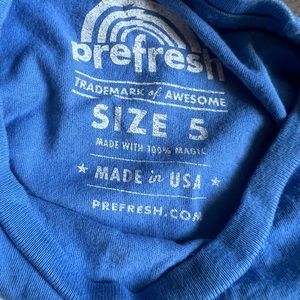 prefresh
TRADEMARK of AWESOME
SIZE 5
MADE WITH 100% MAGIC
MADE in USA
PREFRESH.COM